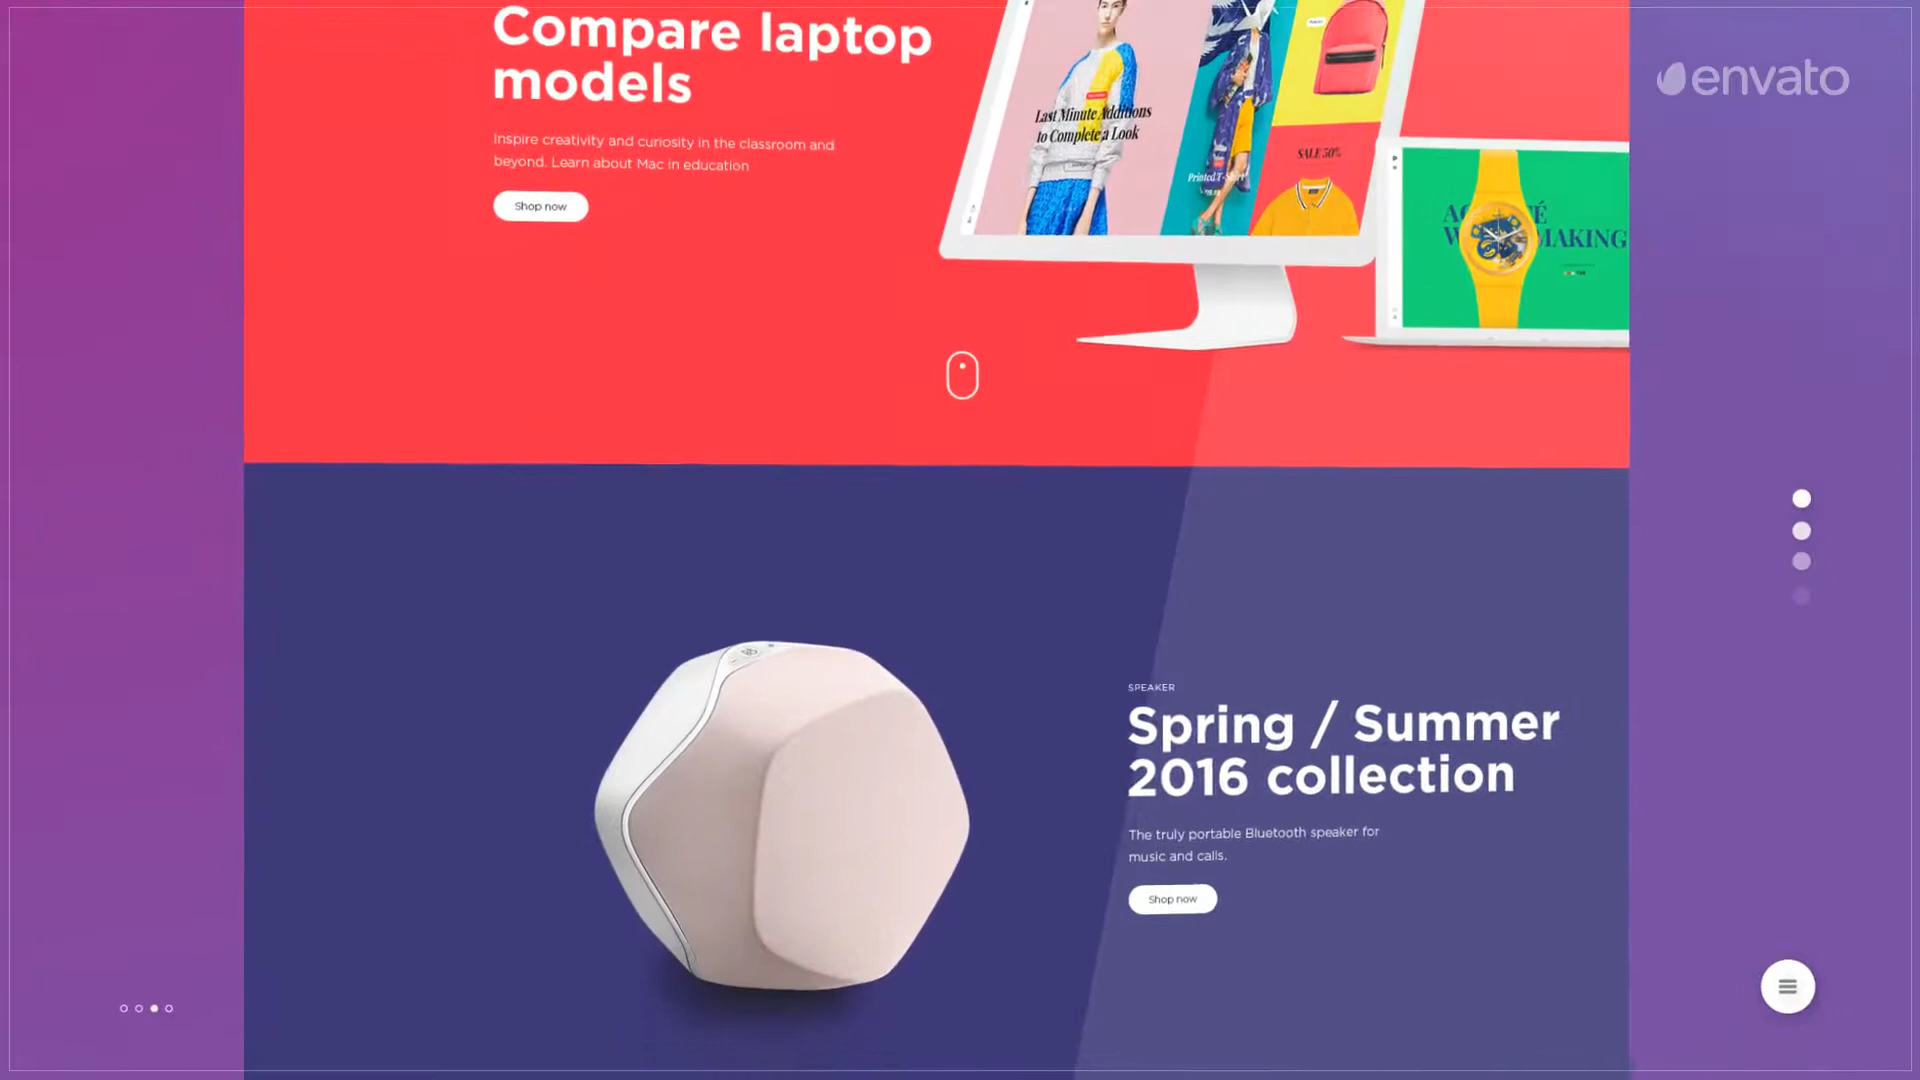 Compare laptop
models
Inspire creativity and curiosity in the classroom and
beyond. Learn about Mac in education
Shop now
Last Minute Additions
to Complete a Look
Printed T-Shirt
SALE 50%
MAKING
envato
SPEAKER
Spring / Summer
2016 collection
The truly portable Bluetooth speaker for
music and calls.
Shop now